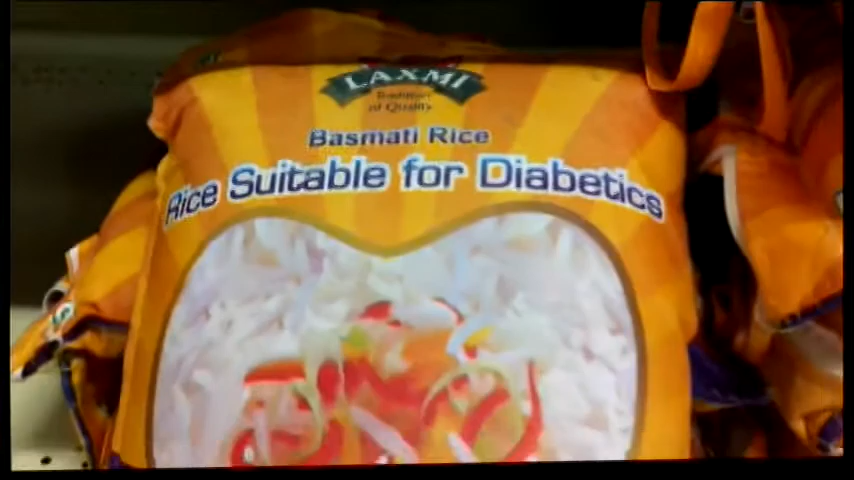 LAXMI
Tradition
of Quality
Basmati Rice
Rice Suitable for Diabetics